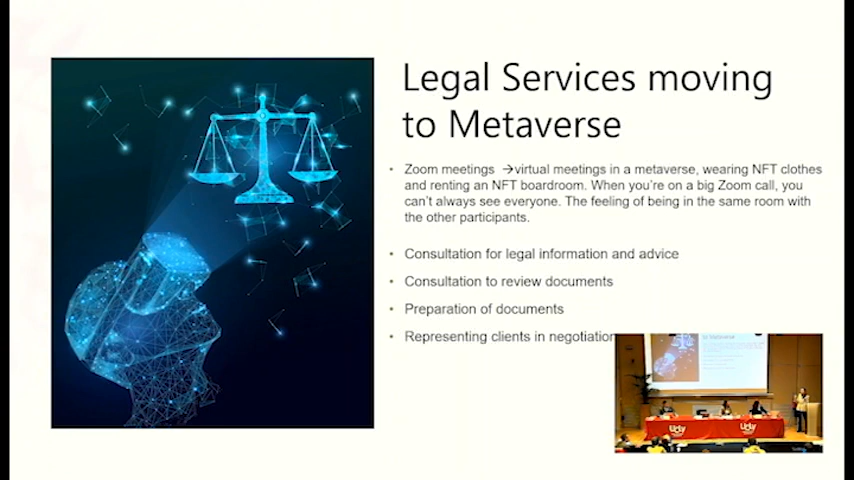 Legal Services moving
to Metaverse
• Zoom meetings →virtual meetings in a metaverse, wearing NFT clothes
and renting an NFT boardroom. When you're on a big Zoom call, you
can't always see everyone. The feeling of being in the same room with
the other participants.
• Consultation for legal information and advice
• Consultation to review documents
• Preparation of documents
• Representing clients in negotiation
to Metaverse